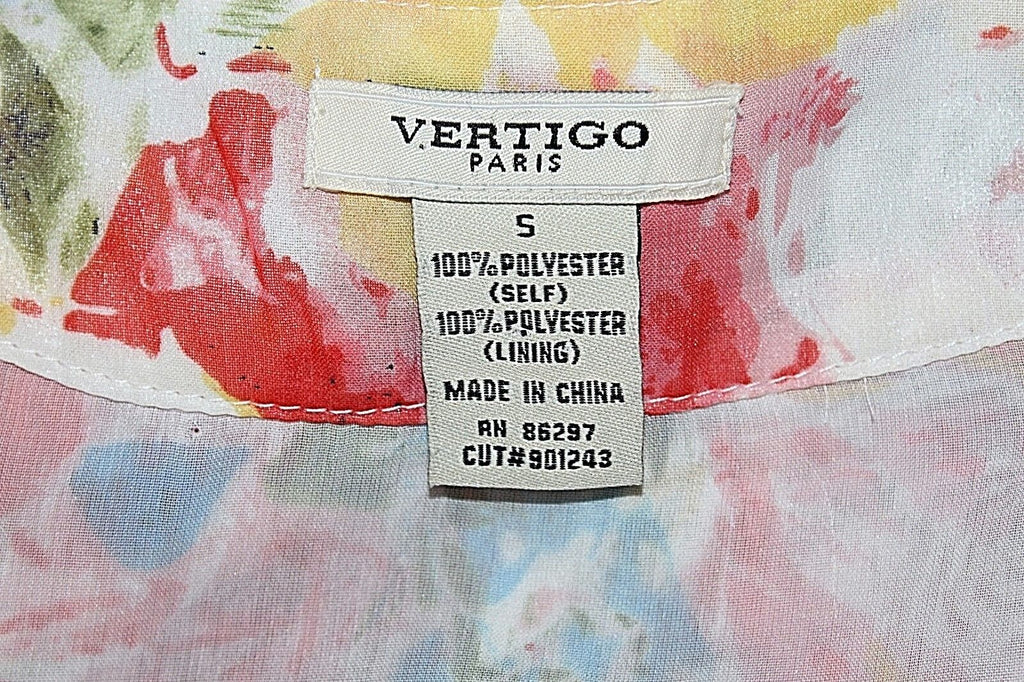 VERTIGO
PARIS
S
100% POLYESTER
(SELF)
100% POLYESTER
(LINING)
MADE IN CHINA
RN 86297
CUT#901243